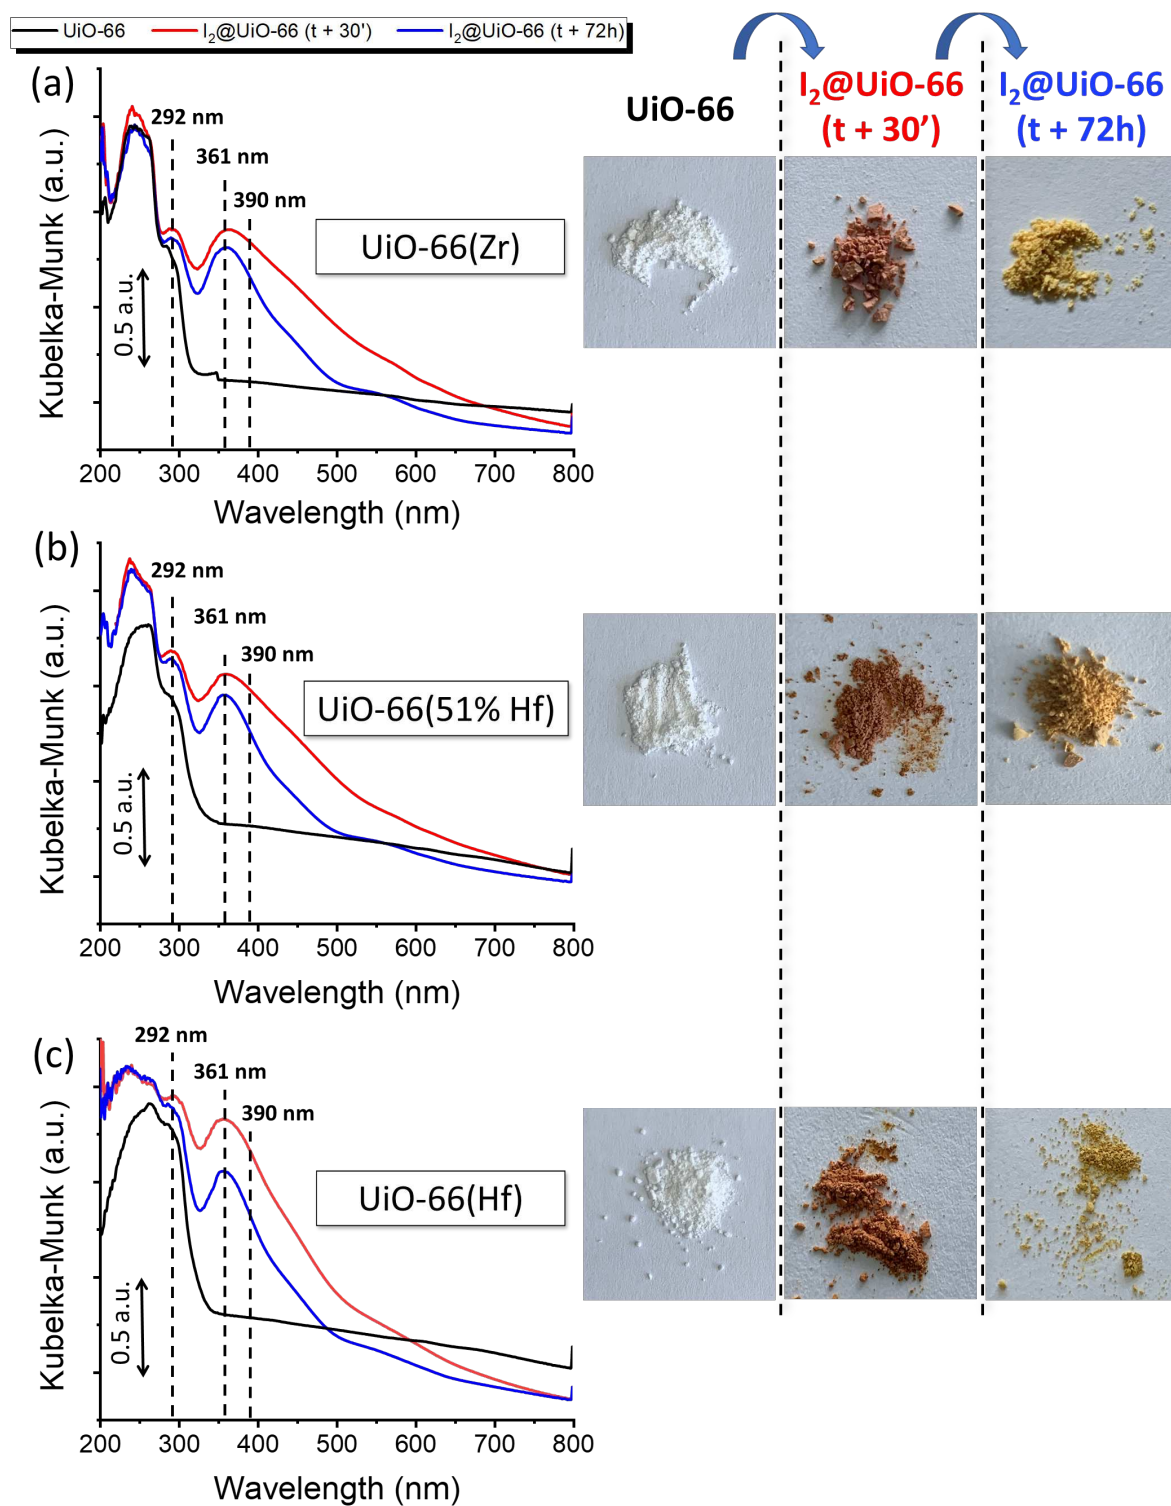 UiO-66 I₂@UiO-66 (t + 30') I₂@UiO-66 (t + 72h)
UiO-66
I₂@UiO-66
(t + 30’)
I₂@UiO-66
(t + 72h)
(a)
292 nm
361 nm
390 nm
UiO-66(Zr)
0.5 a.u.
Kubelka-Munk (a.u.)
200 300 400 500 600 700 800
Wavelength (nm)
(b)
292 nm
361 nm
390 nm
UiO-66(51% Hf)
0.5 a.u.
Kubelka-Munk (a.u.)
200 300 400 500 600 700 800
Wavelength (nm)
(c)
292 nm
361 nm
390 nm
UiO-66(Hf)
0.5 a.u.
Kubelka-Munk (a.u.)
200 300 400 500 600 700 800
Wavelength (nm)